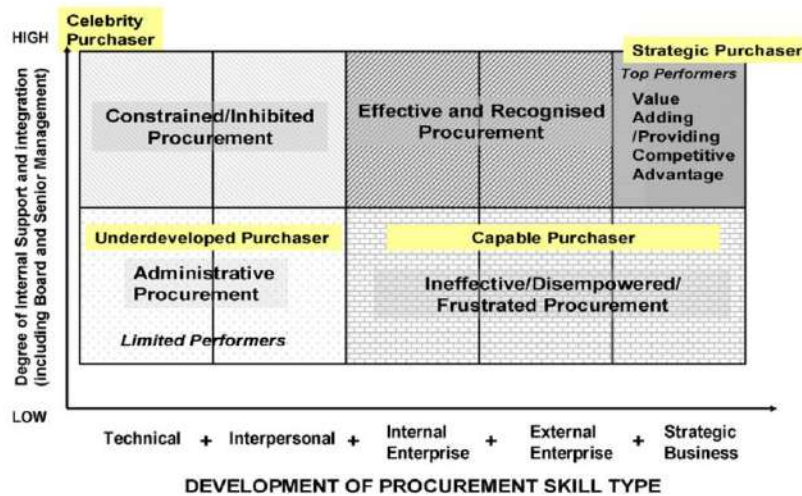 Celebrity
Purchaser
HIGH
Strategic Purchaser
Top Performers
Constrained/Inhibited
Procurement
Effective and Recognised
Procurement
Value
Adding
/Providing
Competitive
Advantage
Degree of Internal Support and integration
(including Board and Senior Management)
Underdeveloped Purchaser
Capable Purchaser
Administrative
Procurement
Ineffective/Disempowered/
Frustrated Procurement
Limited Performers
LOW
Technical + Interpersonal + Internal Enterprise + External Enterprise + Strategic Business
DEVELOPMENT OF PROCUREMENT SKILL TYPE